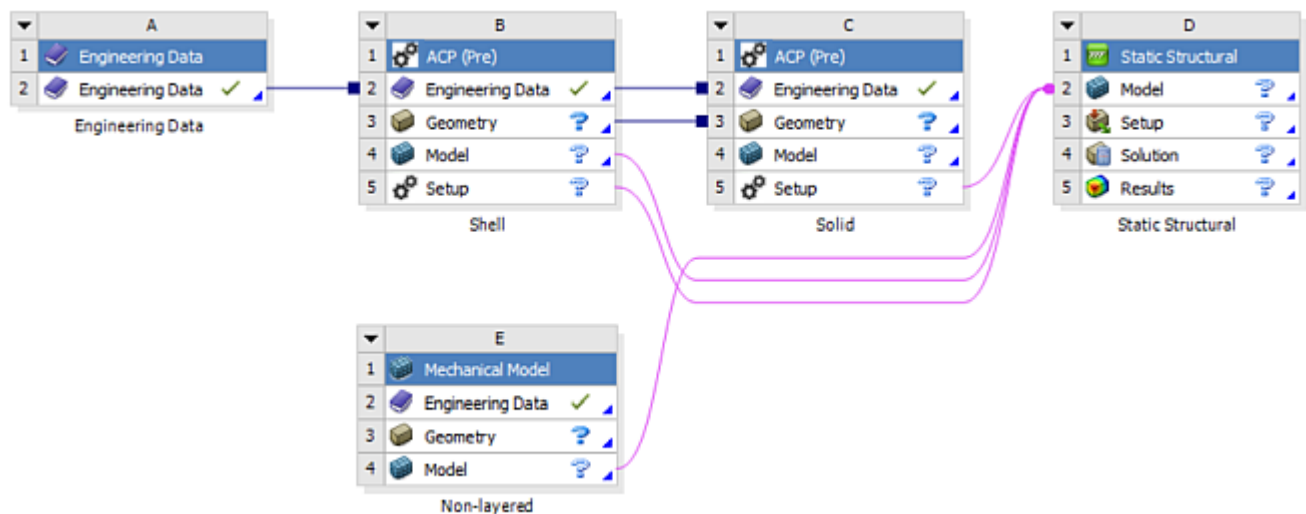 A
1 Engineering Data
2 Engineering Data
Engineering Data
B
1 ACP (Pre)
2 Engineering Data
3 Geometry ?
4 Model ?
5 Setup ?
Shell
C
1 ACP (Pre)
2 Engineering Data
3 Geometry ?
4 Model ?
5 Setup ?
Solid
D
1 Static Structural
2 Model ?
3 Setup ?
4 Solution ?
5 Results ?
Static Structural
E
1 Mechanical Model
2 Engineering Data
3 Geometry ?
4 Model ?
Non-layered